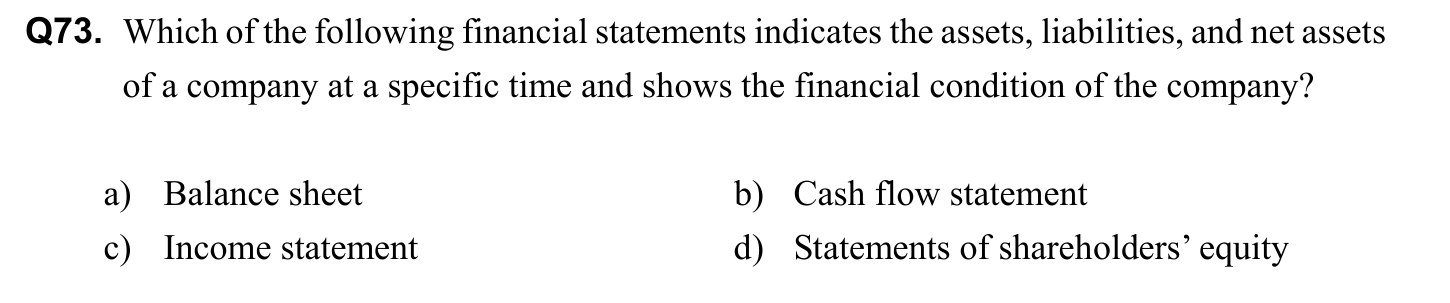 Q73. Which of the following financial statements indicates the assets, liabilities, and net assets
of a company at a specific time and shows the financial condition of the company?
a) Balance sheet b) Cash flow statement
c) Income statement d) Statements of shareholders’ equity